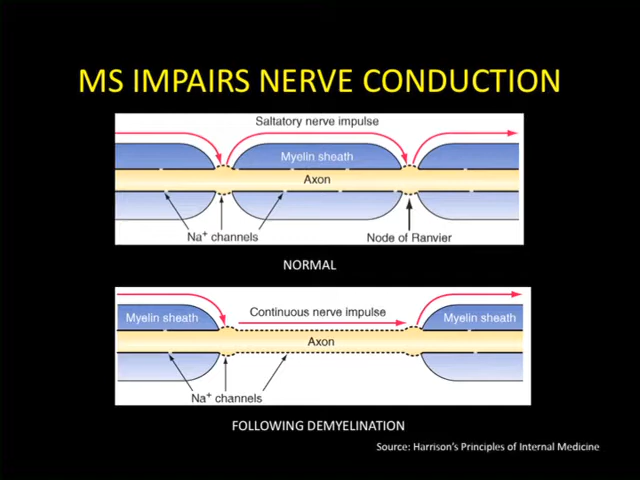 MS IMPAIRS NERVE CONDUCTION
Saltatory nerve impulse
Myelin sheath
Axon
Na+ channels
Node of Ranvier
NORMAL
Continuous nerve impulse
Myelin sheath
Myelin sheath
Axon
Na+ channels
FOLLOWING DEMYELINATION
Source: Harrison's Principles of Internal Medicine